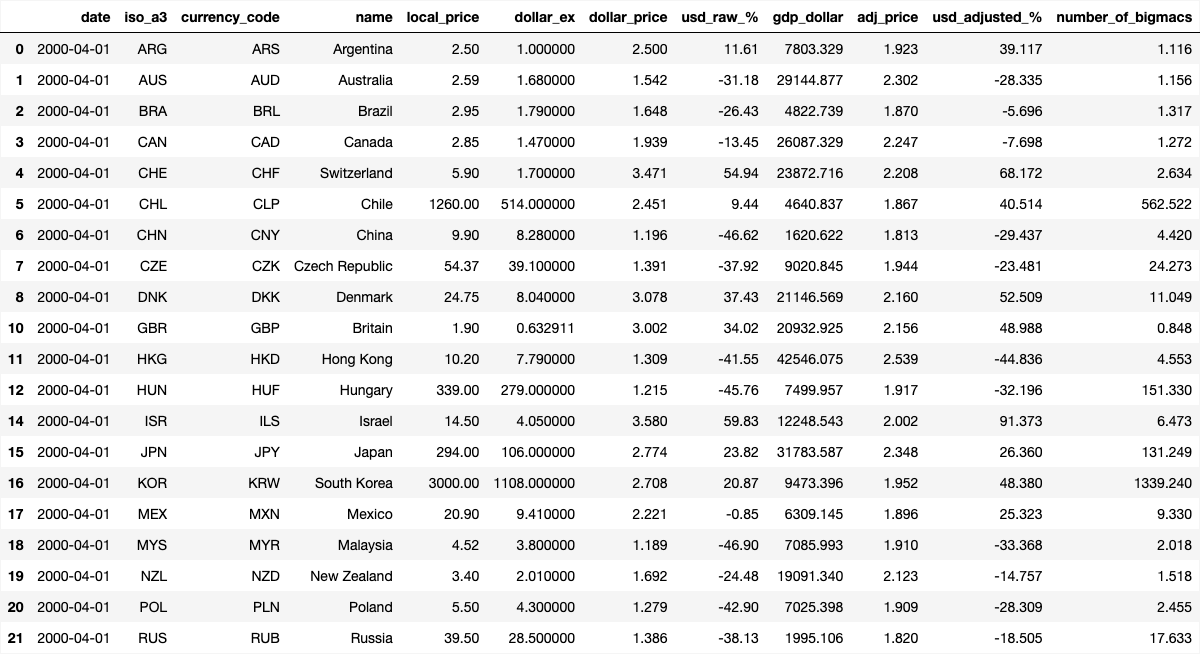 date iso_a3 currency_code name local_price dollar_ex dollar_price usd_raw_% gdp_dollar adj_price usd_adjusted_% number_of_bigmacs
0 2000-04-01 ARG ARS Argentina 2.50 1.000000 2.500 11.61 7803.329 1.923 39.117 1.116
1 2000-04-01 AUS AUD Australia 2.59 1.680000 1.542 -31.18 29144.877 2.302 -28.335 1.156
2 2000-04-01 BRA BRL Brazil 2.95 1.790000 1.648 -26.43 4822.739 1.870 -5.696 1.317
3 2000-04-01 CAN CAD Canada 2.85 1.470000 1.939 -13.45 26087.329 2.247 -7.698 1.272
4 2000-04-01 CHE CHF Switzerland 5.90 1.700000 3.471 54.94 23872.716 2.208 68.172 2.634
5 2000-04-01 CHL CLP Chile 1260.00 514.000000 2.451 9.44 4640.837 1.867 40.514 562.522
6 2000-04-01 CHN CNY China 9.90 8.280000 1.196 -46.62 1620.622 1.813 -29.437 4.420
7 2000-04-01 CZE CZK Czech Republic 54.37 39.100000 1.391 -37.92 9020.845 1.944 -23.481 24.273
8 2000-04-01 DNK DKK Denmark 24.75 8.040000 3.078 37.43 21146.569 2.160 52.509 11.049
10 2000-04-01 GBR GBP Britain 1.90 0.632911 3.002 34.02 20932.925 2.156 48.988 0.848
11 2000-04-01 HKG HKD Hong Kong 10.20 7.790000 1.309 -41.55 42546.075 2.539 -44.836 4.553
12 2000-04-01 HUN HUF Hungary 339.00 279.000000 1.215 -45.76 7499.957 1.917 -32.196 151.330
14 2000-04-01 ISR ILS Israel 14.50 4.050000 3.580 59.83 12248.543 2.002 91.373 6.473
15 2000-04-01 JPN JPY Japan 294.00 106.000000 2.774 23.82 31783.587 2.348 26.360 131.249
16 2000-04-01 KOR KRW South Korea 3000.00 1108.000000 2.708 20.87 9473.396 1.952 48.380 1339.240
17 2000-04-01 MEX MXN Mexico 20.90 9.410000 2.221 -0.85 6309.145 1.896 25.323 9.330
18 2000-04-01 MYS MYR Malaysia 4.52 3.800000 1.189 -46.90 7085.993 1.910 -33.368 2.018
19 2000-04-01 NZL NZD New Zealand 3.40 2.010000 1.692 -24.48 19091.340 2.123 -14.757 1.518
20 2000-04-01 POL PLN Poland 5.50 4.300000 1.279 -42.90 7025.398 1.909 -28.309 2.455
21 2000-04-01 RUS RUB Russia 39.50 28.500000 1.386 -38.13 1995.106 1.820 -18.505 17.633